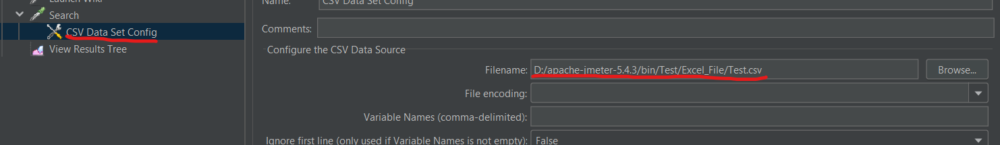 Launch Wiki
Search
CSV Data Set Config
View Results Tree
Name: CSV Data Set Config
Comments:
Configure the CSV Data Source
Filename: D:/apache-jmeter-5.4.3/bin/Test/Excel_File/Test.csv Browse...
File encoding:
Variable Names (comma-delimited):
Ignore first line (only used if Variable Names is not empty): False